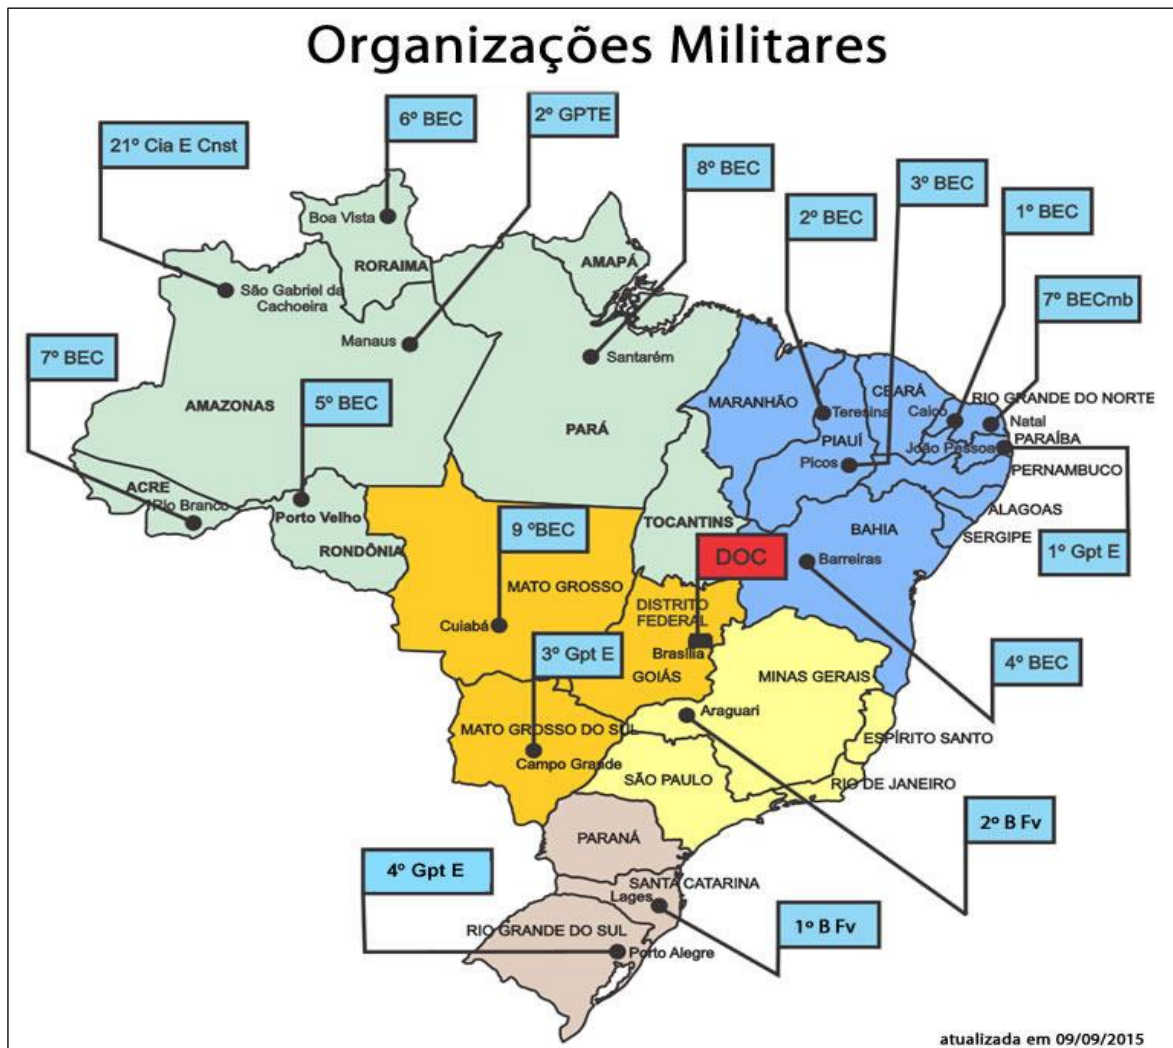 Organizações Militares
6º BEC
2º GPTE
21º Cia E Cnst
8º BEC
3º BEC
2º BEC
1º BEC
7º BECmb
7º BEC
5º BEC
Boa Vista
RORAIMA
AMAPÁ
São Gabriel da
Cachoeira
Manaus
Santarém
AMAZONAS
PARÁ
MARANHÃO
CEARÁ
RIO GRANDE DO NORTE
Teresina
Caicó
Natal
PIAUÍ
João Pessoa
PARAÍBA
Picos
PERNAMBUCO
ACRE
Rio Branco
Porto Velho
RONDÔNIA
TOCANTINS
BAHIA
ALAGOAS
SERGIPE
9 ºBEC
DOC
1º Gpt E
Barreiras
MATO GROSSO
DISTRITO
FEDERAL
Cuiabá
Brasília
3º Gpt E
GOIÁS
4º BEC
MINAS GERAIS
Araguari
MATO GROSSO DO SUL
Campo Grande
ESPÍRITO SANTO
SÃO PAULO
RIO DE JANEIRO
2º B Fv
PARANÁ
4º Gpt E
SANTA CATARINA
Lages
1º B Fv
RIO GRANDE DO SUL
Porto Alegre
atualizada em 09/09/2015